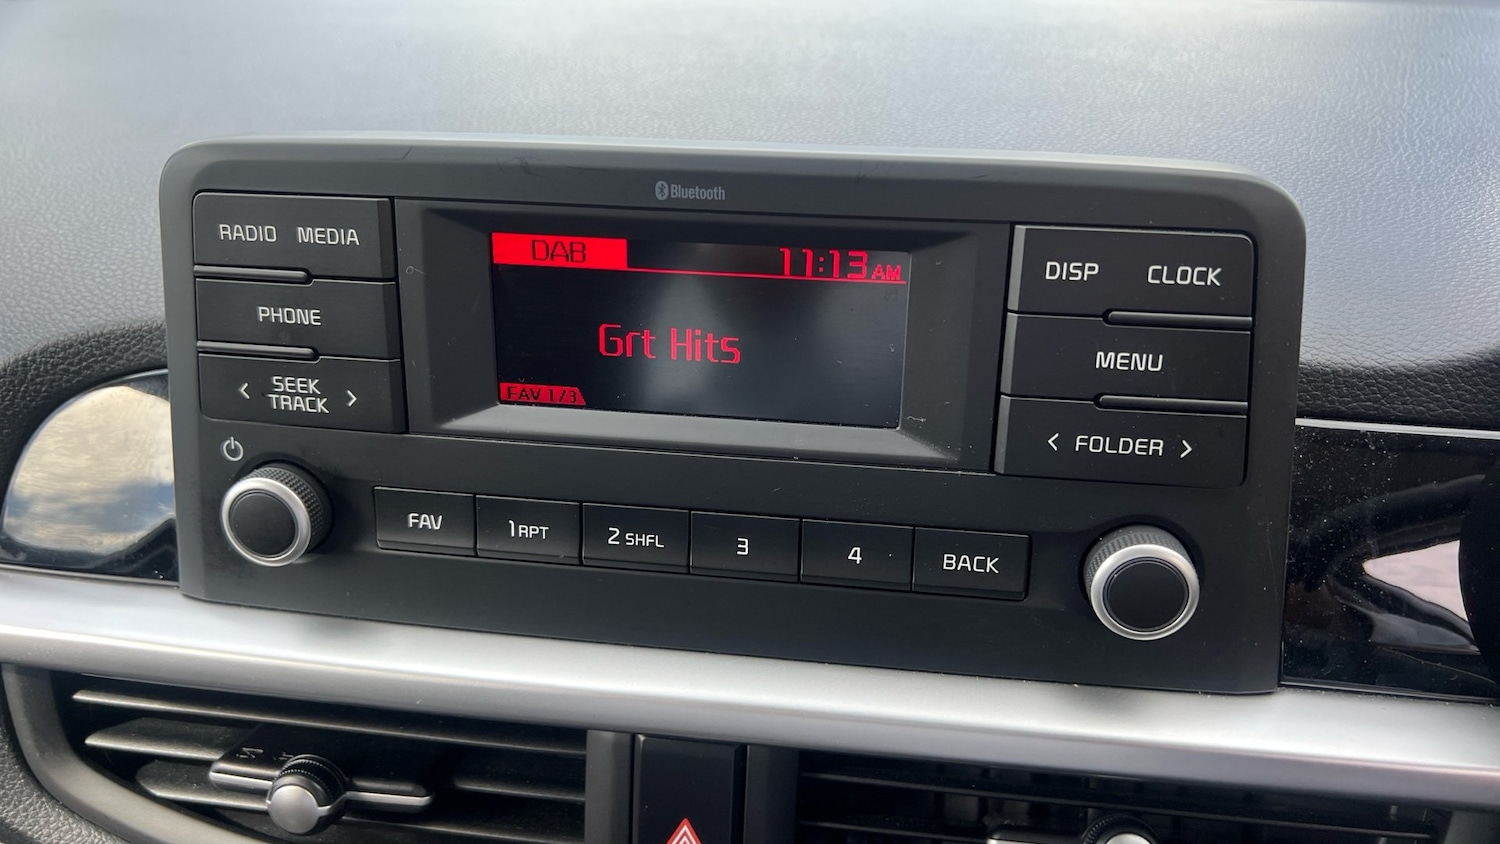 Bluetooth
RADIO MEDIA
PHONE
< SEEK >
TRACK
DAB 11:13 AM
Grt Hits
FAV 1/3
DISP CLOCK
MENU
< FOLDER >
FAV 1 RPT 2 SHFL 3 4 BACK